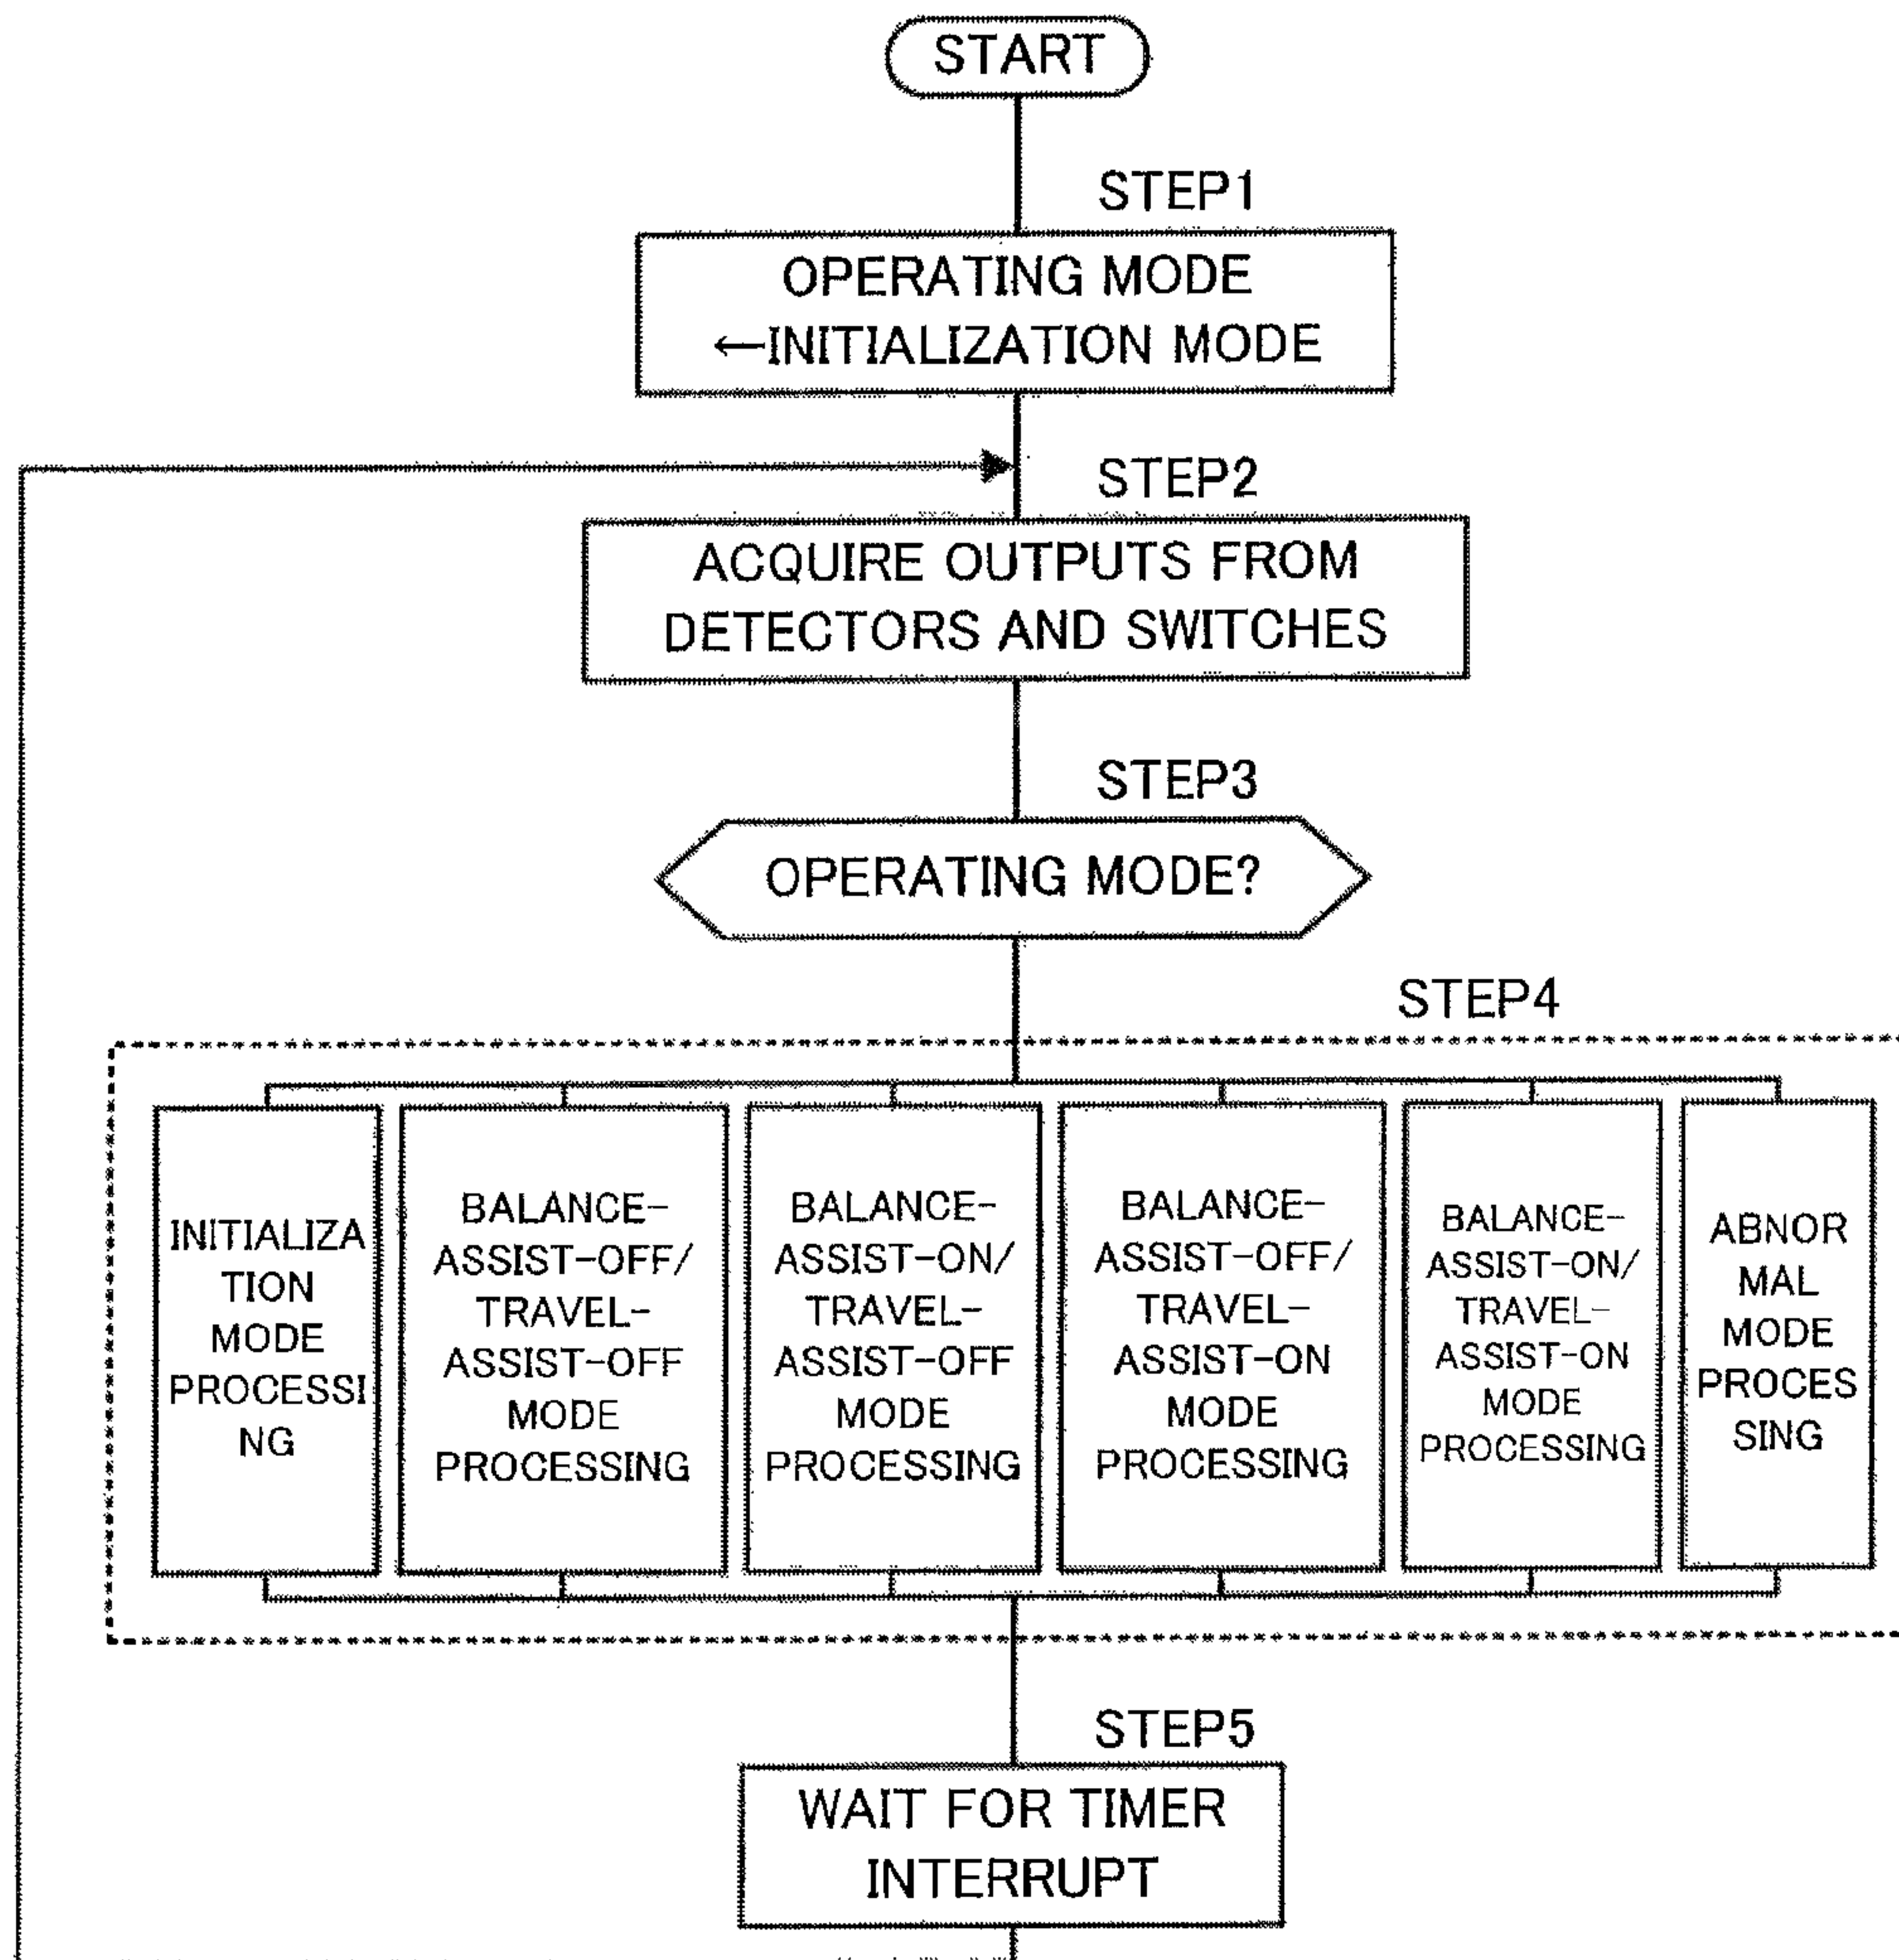 START
STEP1
OPERATING MODE
←INITIALIZATION MODE
STEP2
ACQUIRE OUTPUTS FROM
DETECTORS AND SWITCHES
STEP3
OPERATING MODE?
STEP4
INITIALIZA
TION
MODE
PROCESSI
NG
BALANCE-
ASSIST-OFF/
TRAVEL-
ASSIST-OFF
MODE
PROCESSING
BALANCE-
ASSIST-ON/
TRAVEL-
ASSIST-OFF
MODE
PROCESSING
BALANCE-
ASSIST-OFF/
TRAVEL-
ASSIST-ON
MODE
PROCESSING
BALANCE-
ASSIST-ON/
TRAVEL-
ASSIST-ON
MODE
PROCESSING
ABNOR
MAL
MODE
PROCES
SING
STEP5
WAIT FOR TIMER
INTERRUPT